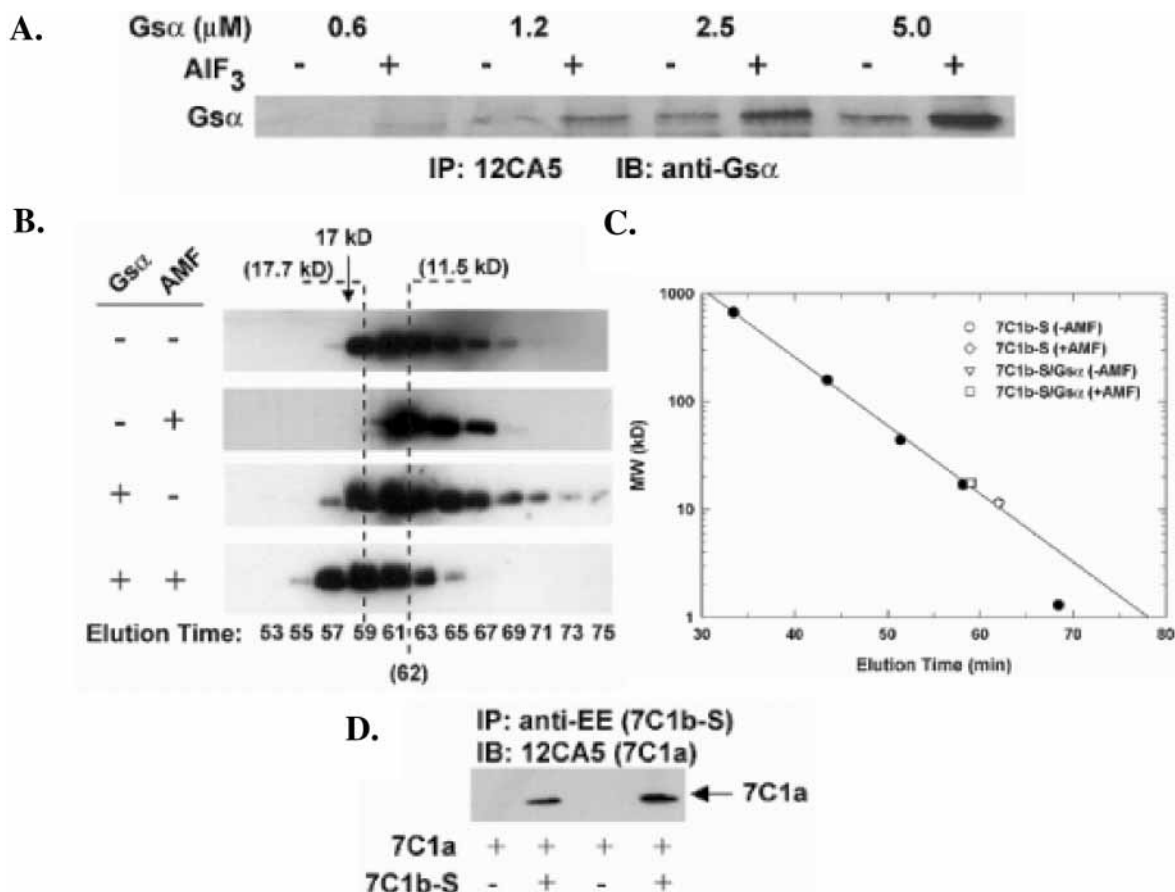 A.
Gsα (μM) 0.6 1.2 2.5 5.0
AlF3 - + - + - + - +
Gsα
IP: 12CA5 IB: anti-Gsα
B.
Gsα AMF
17 kD
(17.7 kD) (11.5 kD)
- -
- +
+ -
+ +
Elution Time: 53 55 57 59 61 63 65 67 69 71 73 75
(62)
C.
1000
100
10
1
MW (kD)
7C1b-S (-AMF)
7C1b-S (+AMF)
7C1b-S/Gsα (-AMF)
7C1b-S/Gsα (+AMF)
30 40 50 60 70 80
Elution Time (min)
D.
IP: anti-EE (7C1b-S)
IB: 12CA5 (7C1a)
7C1a
7C1a + + + +
7C1b-S - + - +